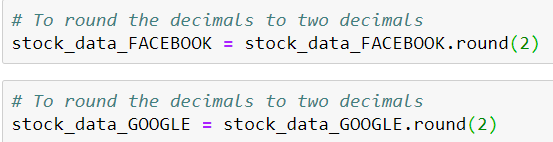 # To round the decimals to two decimals
stock_data_FACEBOOK = stock_data_FACEBOOK.round(2)
# To round the decimals to two decimals
stock_data_GOOGLE = stock_data_GOOGLE.round(2)